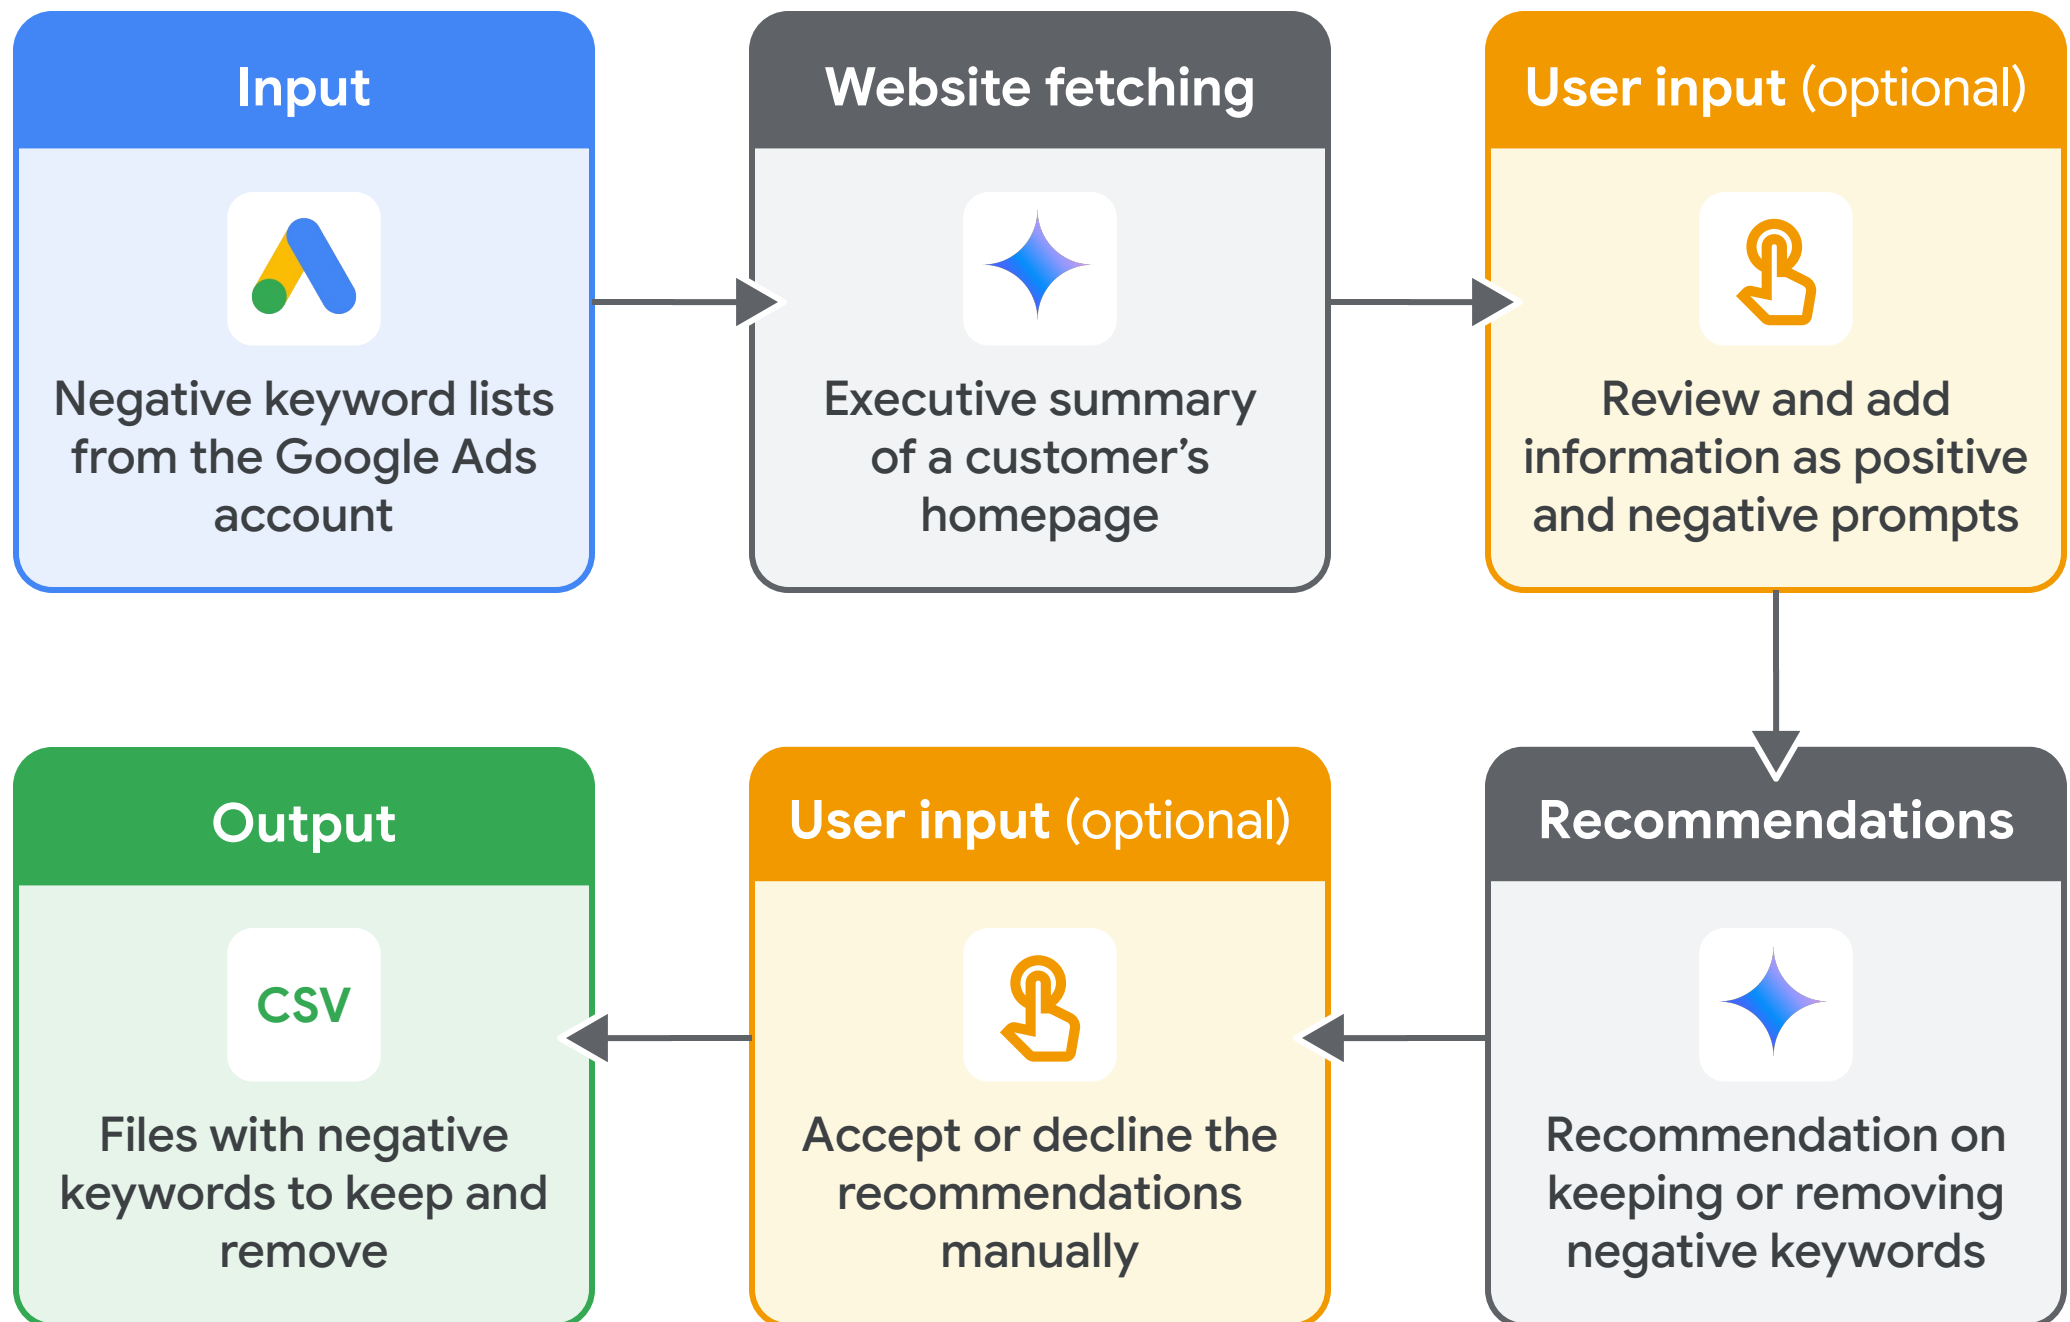 Input
Negative keyword lists
from the Google Ads
account
Website fetching
Executive summary
of a customer’s
homepage
User input (optional)
Review and add
information as positive
and negative prompts
Output
CSV
Files with negative
keywords to keep and
remove
User input (optional)
Accept or decline the
recommendations
manually
Recommendations
Recommendation on
keeping or removing
negative keywords